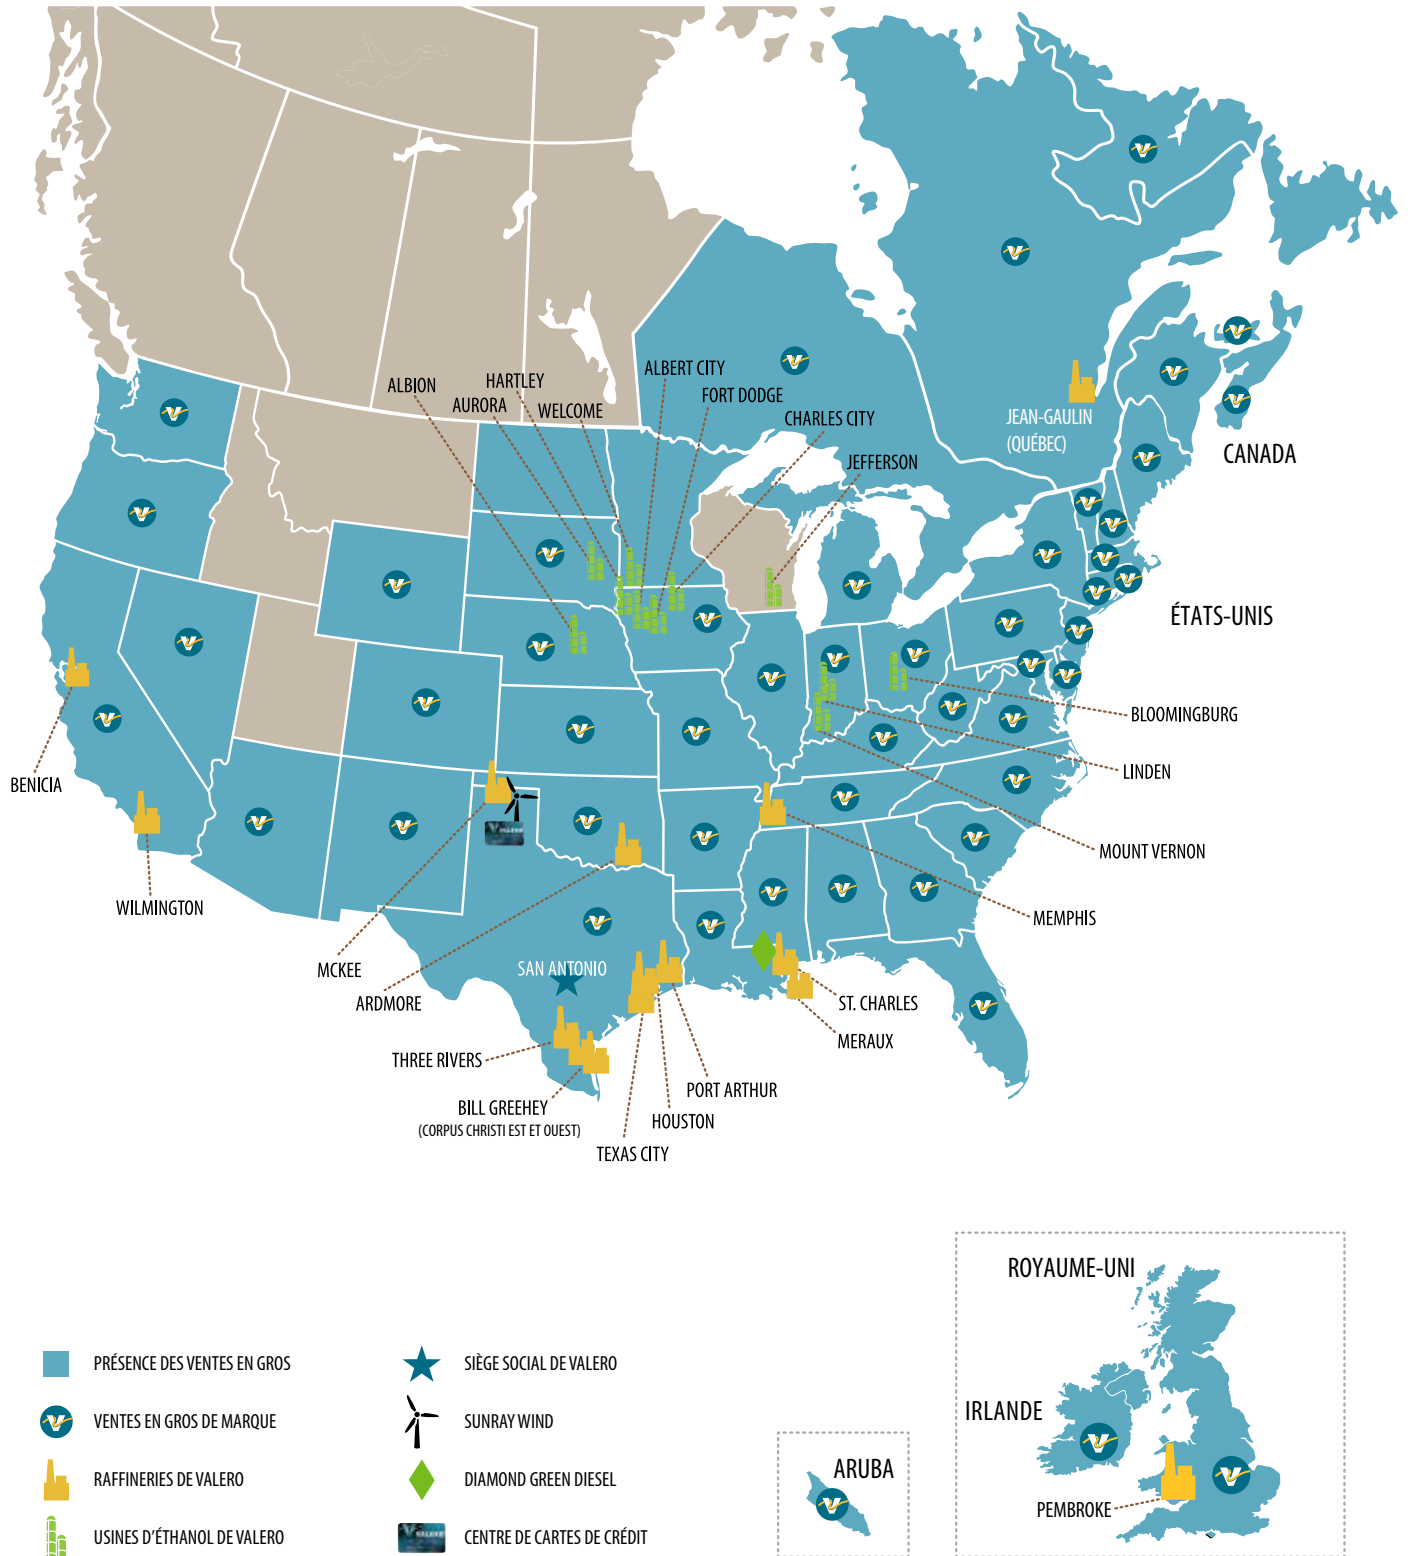 ALBION
HARTLEY
AURORA
WELCOME
ALBERT CITY
FORT DODGE
CHARLES CITY
JEFFERSON
JEAN-GAULIN
(QUÉBEC)
CANADA
ÉTATS-UNIS
BLOOMINGBURG
LINDEN
MOUNT VERNON
MEMPHIS
BENICIA
WILMINGTON
MCKEE
ARDMORE
SAN ANTONIO
THREE RIVERS
BILL GREEHEY
(CORPUS CHRISTI EST ET OUEST)
TEXAS CITY
HOUSTON
PORT ARTHUR
ST. CHARLES
MERAUX
ROYAUME-UNI
IRLANDE
PEMBROKE
ARUBA
PRÉSENCE DES VENTES EN GROS
VENTES EN GROS DE MARQUE
RAFFINERIES DE VALERO
USINES D'ÉTHANOL DE VALERO
SIÈGE SOCIAL DE VALERO
SUNRAY WIND
DIAMOND GREEN DIESEL
CENTRE DE CARTES DE CRÉDIT